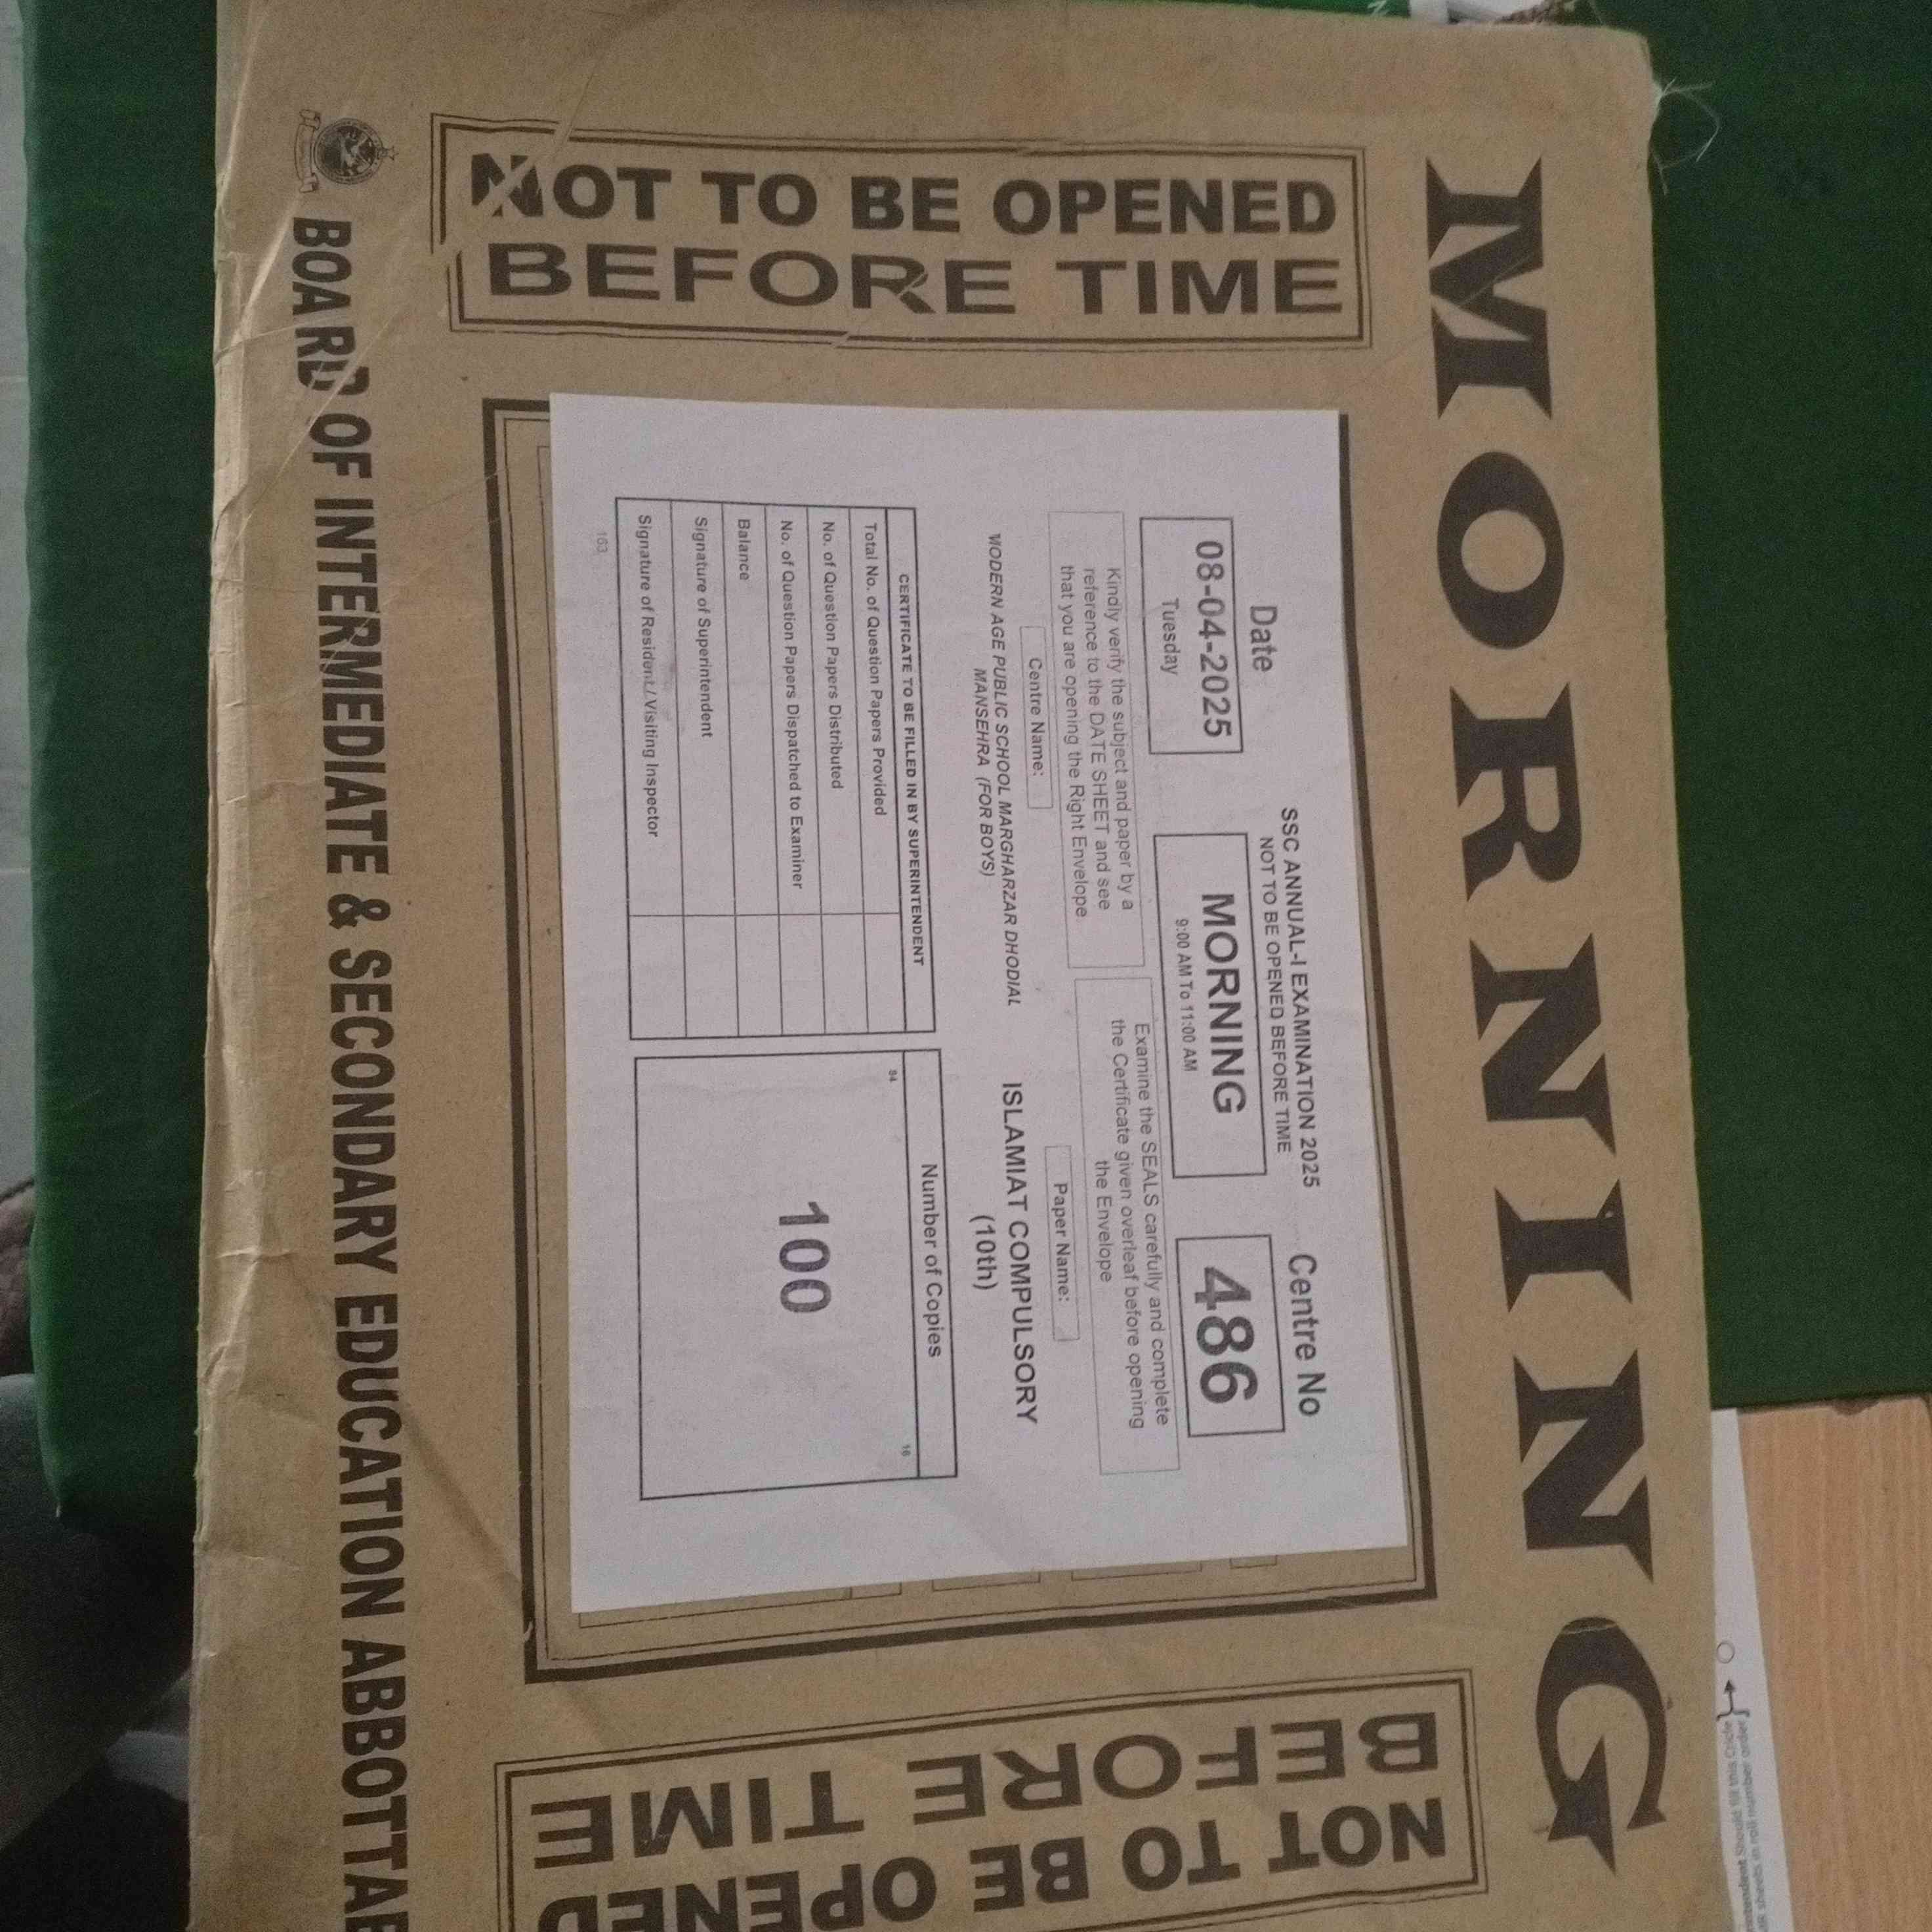 MORNING
NOT TO BE OPENED
BEFORE TIME
SSC ANNUAL-I EXAMINATION 2025
NOT TO BE OPENED BEFORE TIME
Date
08-04-2025
Tuesday
MORNING
9:00 AM To 11:00 AM
Centre No
486
Kindly verify the subject and paper by a
reference to the DATE SHEET and see
that you are opening the Right Envelope
Examine the SEALS carefully and complete
the Certificate given overleaf before opening
the Envelope
Centre Name:
MODERN AGE PUBLIC SCHOOL MARGHARZAR DHODIAL
MANSEHRA (FOR BOYS)
Paper Name:
ISLAMIAT COMPULSORY
(10th)
CERTIFICATE TO BE FILLED IN BY SUPERINTENDENT
Total No. of Question Papers Provided
No. of Question Papers Distributed
No. of Question Papers Dispatched to Examiner
Balance
Signature of Superintendent
Signature of Resident / Visiting Inspector
163
Number of Copies
94
16
100
NOT TO BE OPENED
BEFORE TIME
BOARD OF INTERMEDIATE & SECONDARY EDUCATION ABBOTTAB